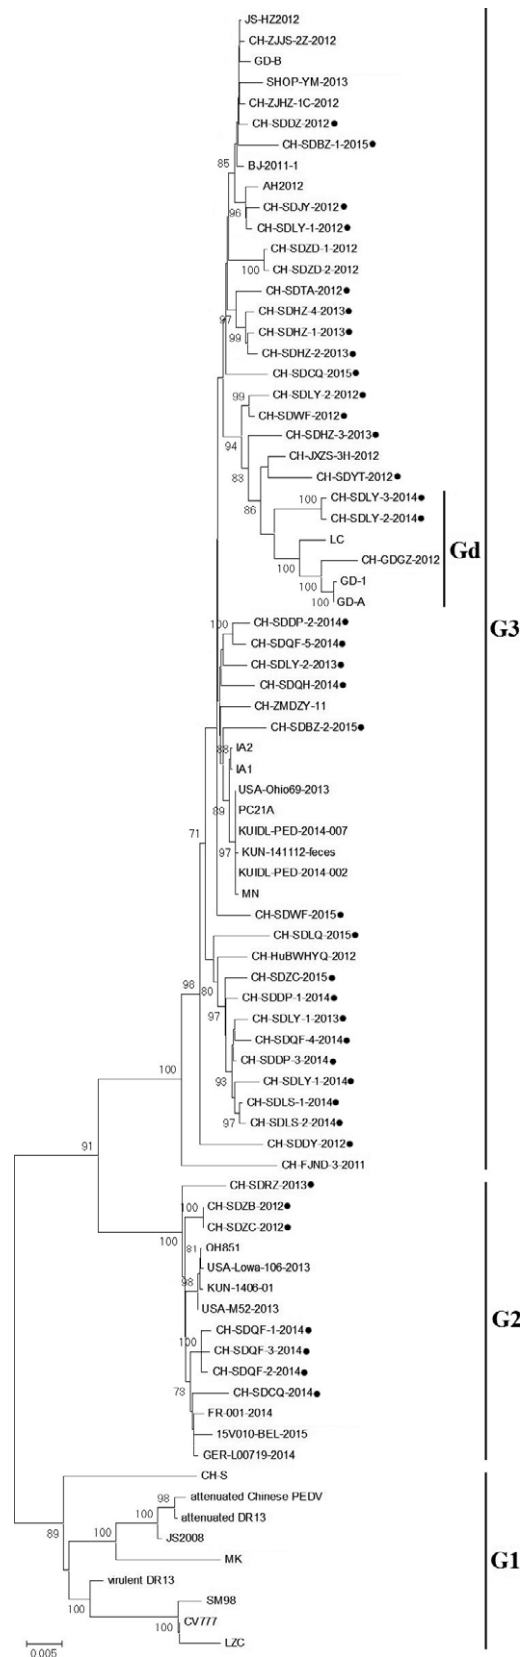 JS-HZ2012
CH-ZJJS-2Z-2012
GD-B
SHOP-YM-2013
CH-ZJHZ-1C-2012
CH-SDDZ-2012●
CH-SDBZ-1-2015●
85
BJ-2011-1
AH2012
CH-SDJY-2012●
96
CH-SDLY-1-2012●
CH-SDZD-1-2012
100
CH-SDZD-2-2012
CH-SDTA-2012●
97
CH-SDHZ-4-2013●
99
CH-SDHZ-1-2013●
CH-SDHZ-2-2013●
CH-SDCQ-2015●
99
CH-SDLY-2-2012●
CH-SDWF-2012●
94
CH-SDHZ-3-2013●
CH-JXZS-3H-2012
83
CH-SDYT-2012●
86
100
CH-SDLY-3-2014●
CH-SDLY-2-2014●
LC
Gd
CH-GDGZ-2012
100
100
GD-1
100
GD-A
G3
100
CH-SDDP-2-2014●
CH-SDQF-5-2014●
CH-SDLY-2-2013●
CH-SDQH-2014●
CH-ZMDZY-11
CH-SDBZ-2-2015●
88
IA2
IA1
USA-Ohio69-2013
89
PC21A
71
KUIDL-PED-2014-007
97
KUN-141112-feces
KUIDL-PED-2014-002
MN
CH-SDWF-2015●
CH-SDLQ-2015●
CH-HuBWHYQ-2012
98
80
CH-SDZC-2015●
CH-SDDP-1-2014●
97
CH-SDLY-1-2013●
CH-SDQF-4-2014●
CH-SDDP-3-2014●
100
93
CH-SDLY-1-2014●
CH-SDLS-1-2014●
97
CH-SDLS-2-2014●
91
CH-SDDY-2012●
CH-FJND-3-2011
CH-SDRZ-2013●
100
CH-SDZB-2012●
CH-SDZC-2012●
100
81
OH851
USA-Lowa-106-2013
98
KUN-1406-01
USA-M52-2013
G2
CH-SDQF-1-2014●
100
CH-SDQF-3-2014●
CH-SDQF-2-2014●
73
CH-SDCQ-2014●
FR-001-2014
15V010-BEL-2015
GER-L00719-2014
CH-S
98
attenuated Chinese PEDV
100
attenuated DR13
89
100
JS2008
MK
G1
virulent DR13
100
SM98
100
CV777
LZC
0.005